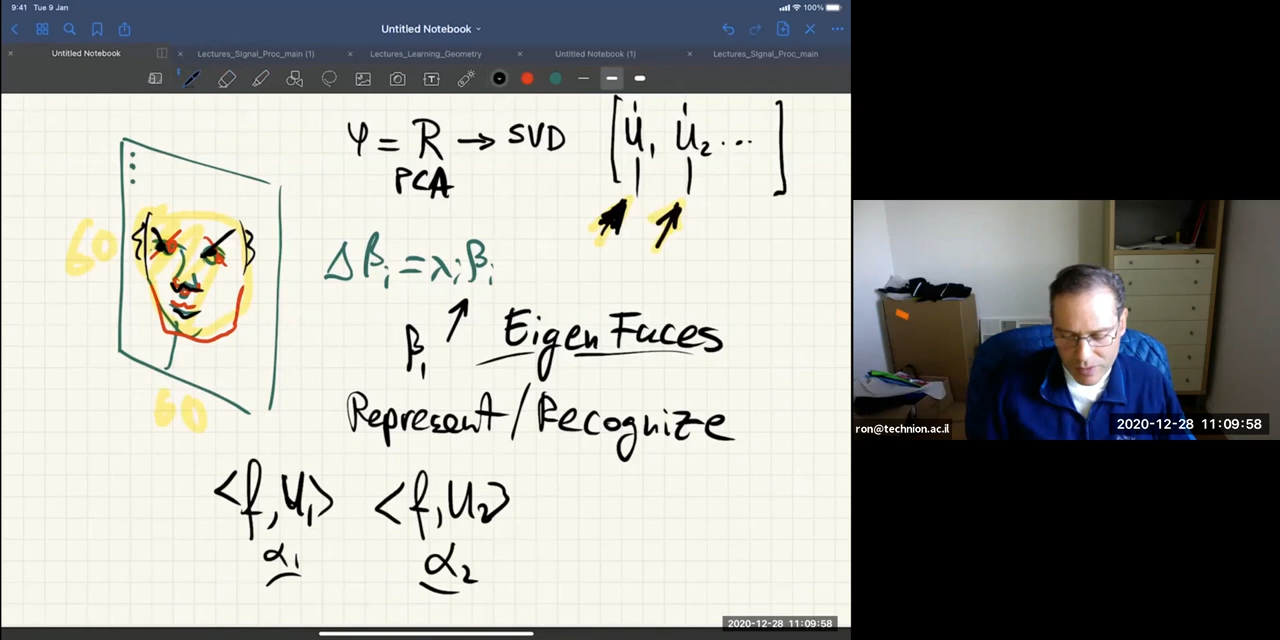 9:41 Tue 9 Jan
100%
Untitled Notebook
Untitled Notebook
Lectures_Signal_Proc_main (1)
Lectures_Learning_Geometry
Untitled Notebook (1)
Lectures_Signal_Proc_main
φ = R → SVD [u₁ u₂ ...]
PCA
60
Δβᵢ = λᵢβᵢ
β₁
Eigen Faces
60
Represent/Recognize
<f,u₁> <f,u₂>
α₁ α₂
ron@technion.ac.il
2020-12-28 11:09:58
2020-12-28 11:09:58